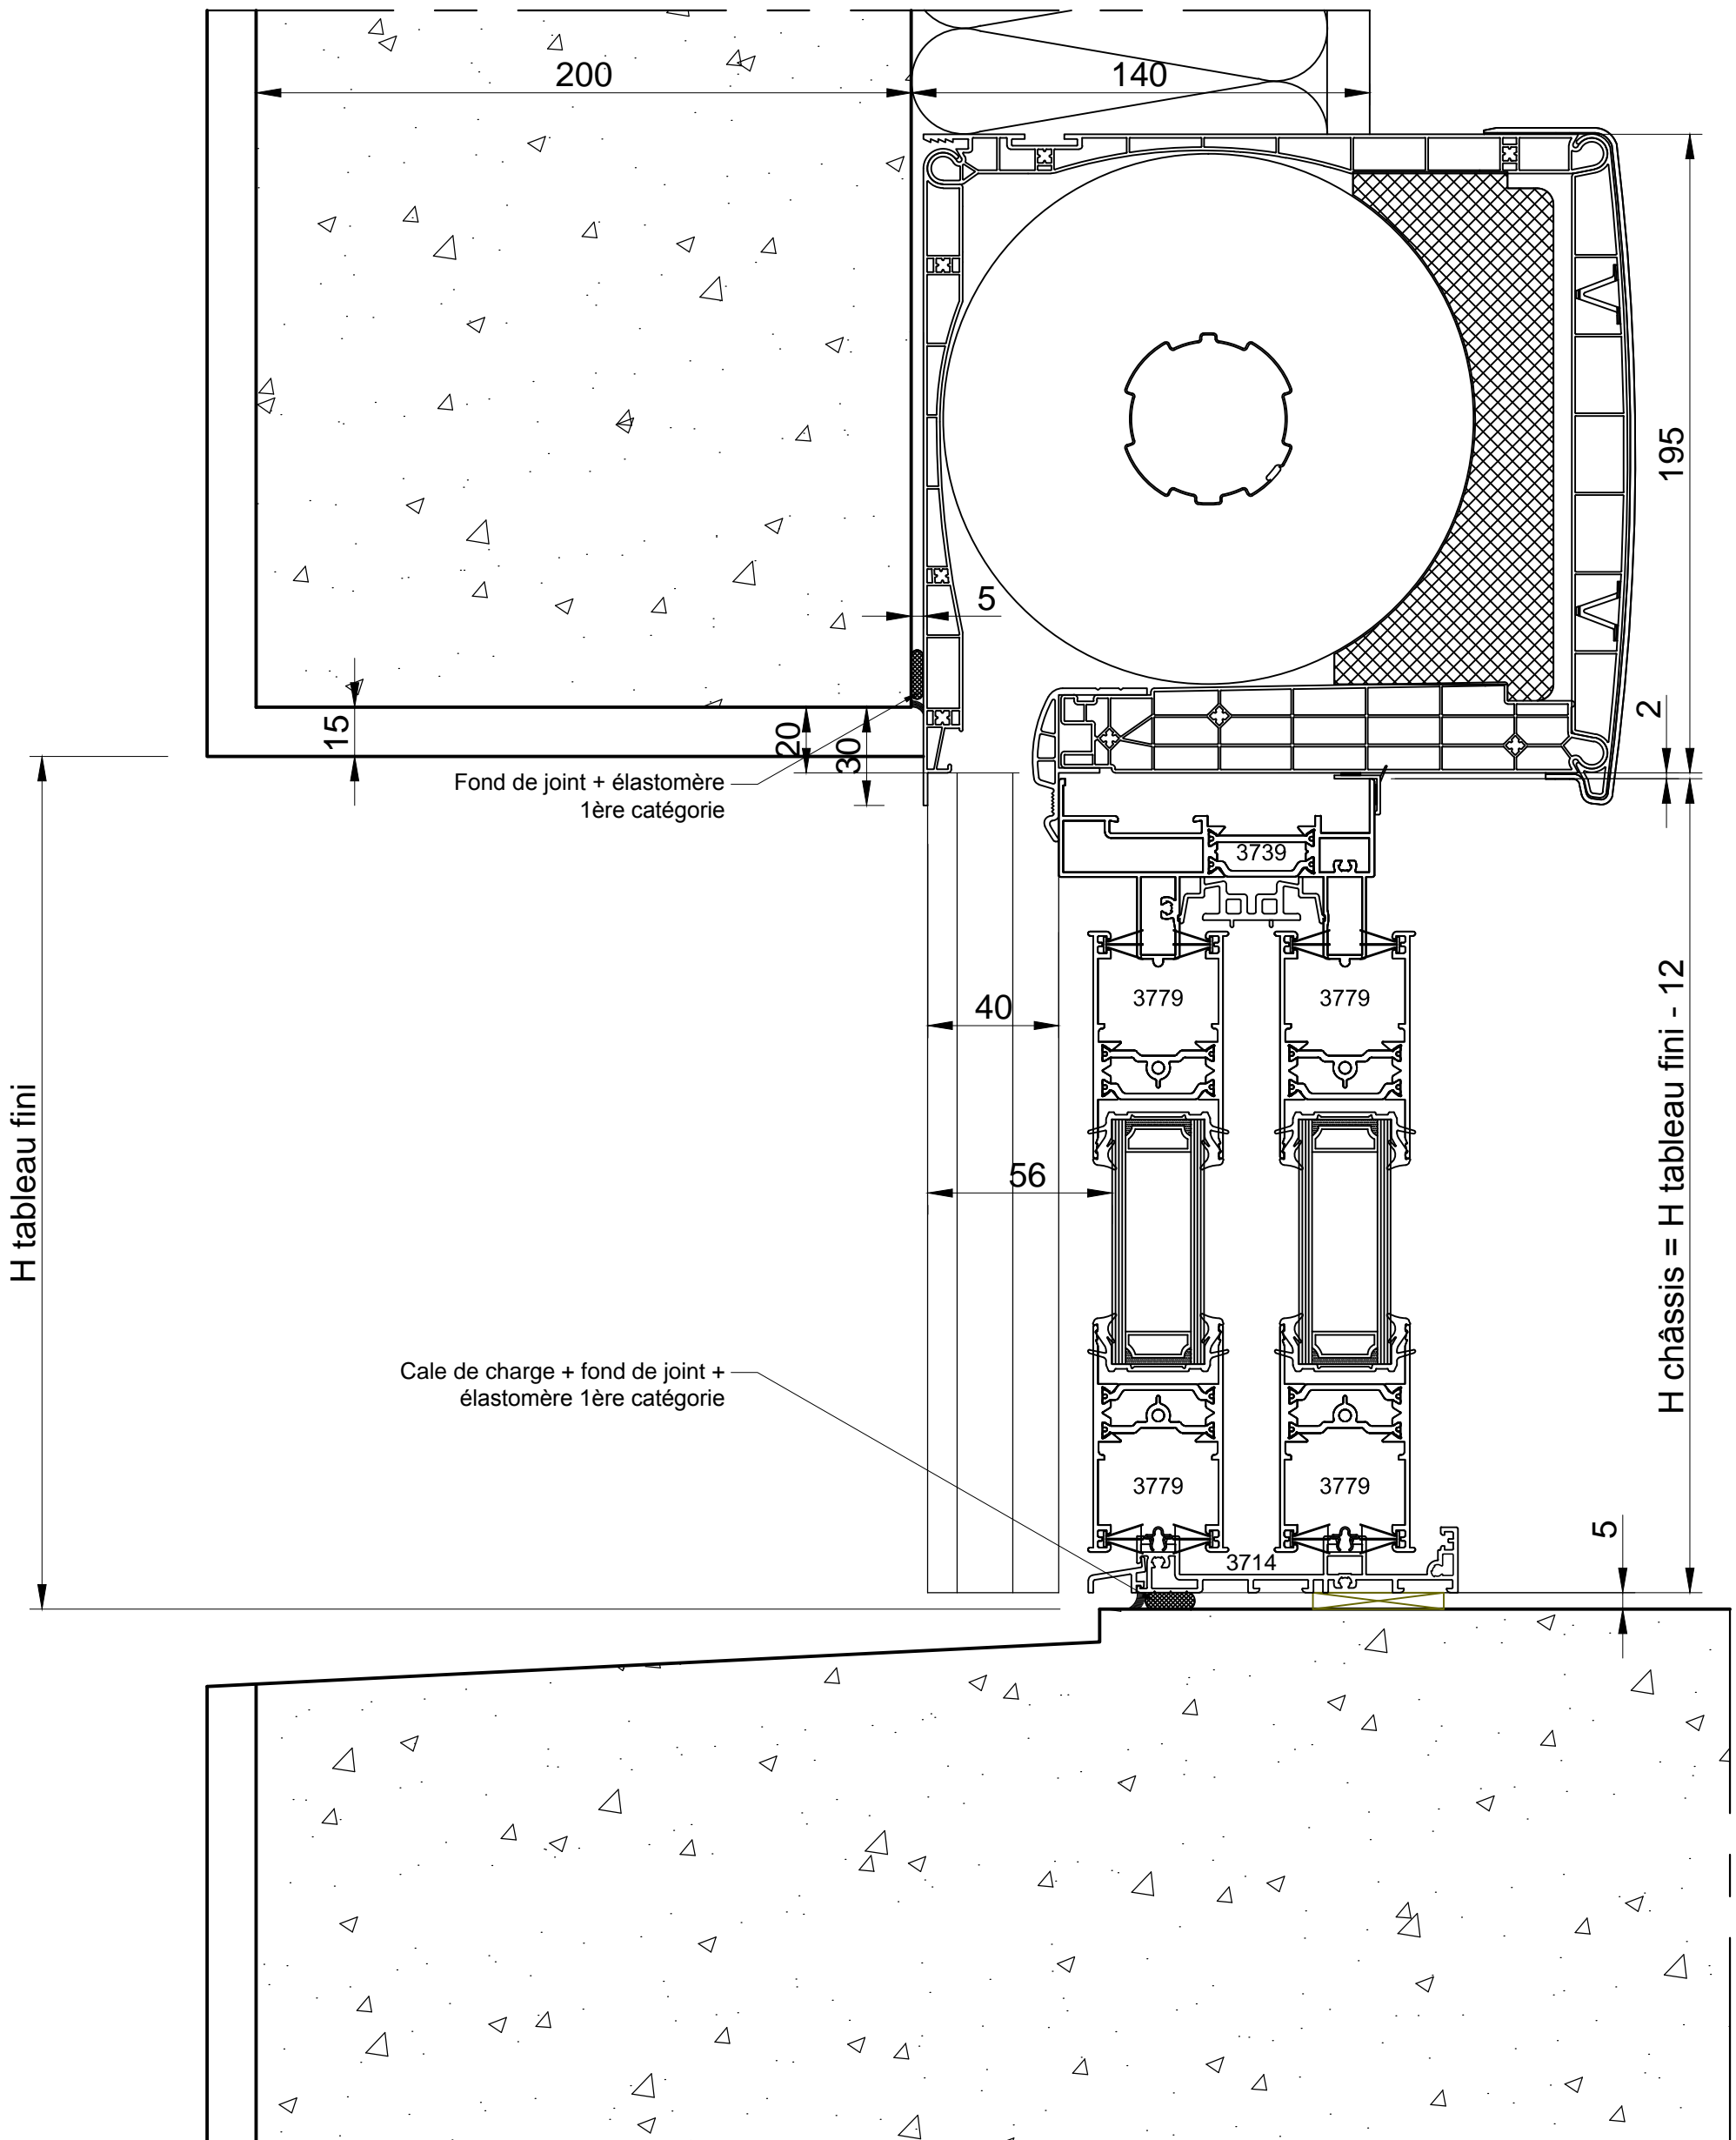 200
140
195
5
2
15
20
30
Fond de joint + élastomère
1ère catégorie
3739
3779
3779
40
H tableau fini
H châssis = H tableau fini - 12
56
Cale de charge + fond de joint +
élastomère 1ère catégorie
3779
3779
3714
5